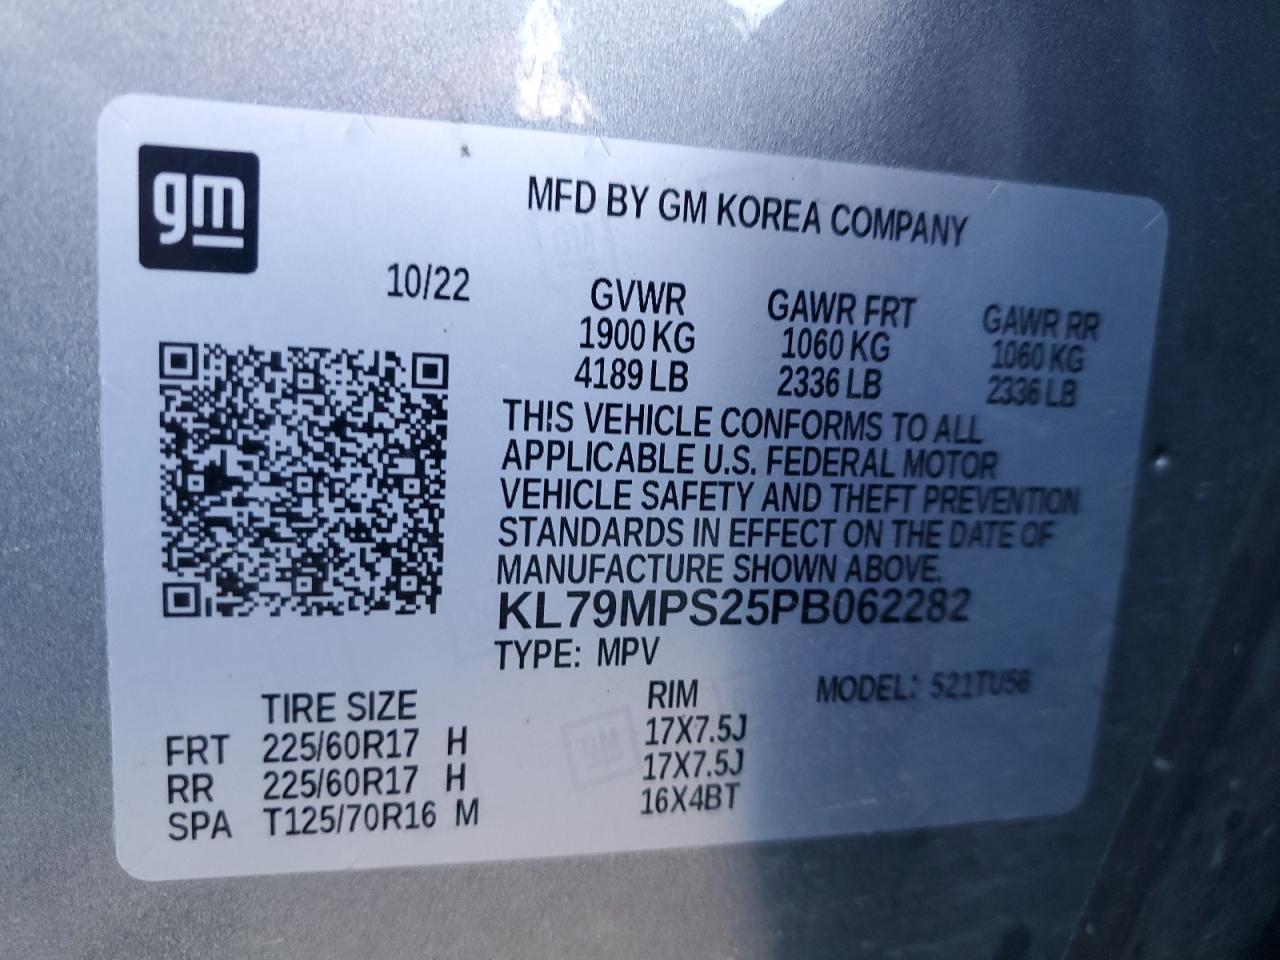 gm
MFD BY GM KOREA COMPANY
10/22
GVWR GAWR FRT GAWR RR
1900 KG 1060 KG 1060 KG
4189 LB 2336 LB 2336 LB
THIS VEHICLE CONFORMS TO ALL
APPLICABLE U.S. FEDERAL MOTOR
VEHICLE SAFETY AND THEFT PREVENTION
STANDARDS IN EFFECT ON THE DATE OF
MANUFACTURE SHOWN ABOVE.
KL79MPS25PB062282
TYPE: MPV MODEL: 521TU56
TIRE SIZE RIM
FRT 225/60R17 H 17X7.5J
RR 225/60R17 H 17X7.5J
SPA T125/70R16 M 16X4BT